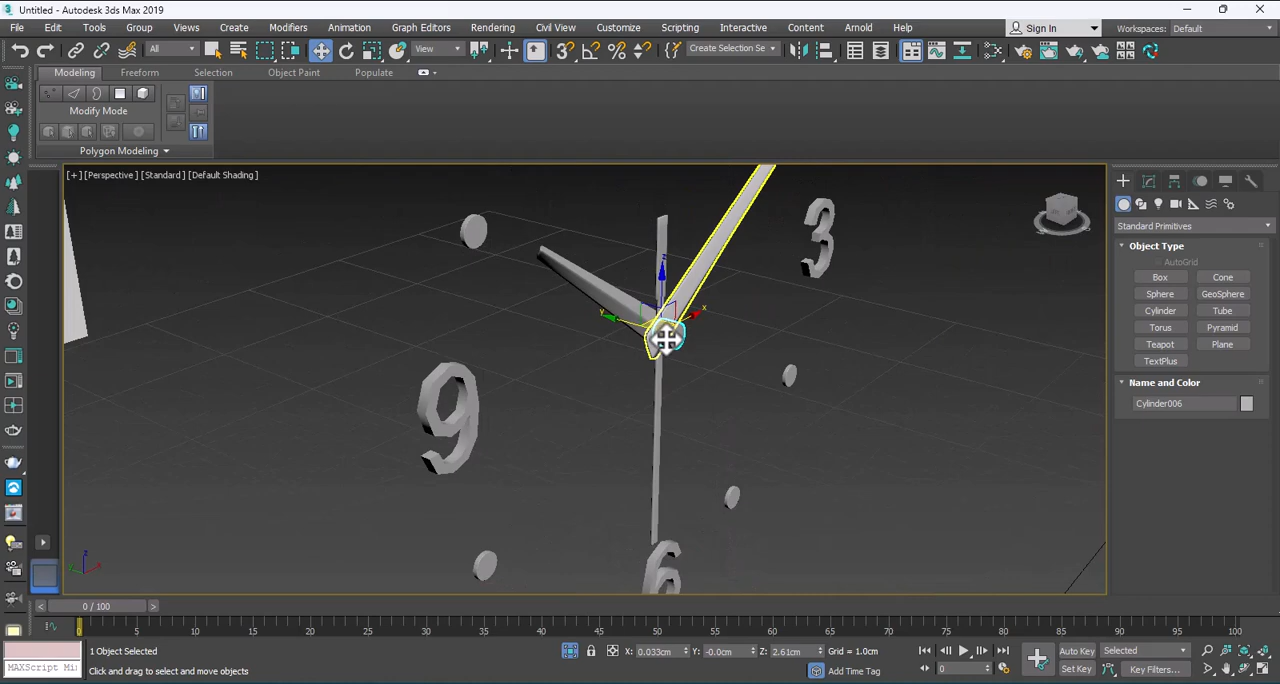 Untitled - Autodesk 3ds Max 2019
File Edit Tools Group Views Create Modifiers Animation Graph Editors Rendering Civil View Customize Scripting Interactive Content Arnold Help Sign In Workspaces: Default
All View Create Selection Se
Modeling Freeform Selection Object Paint Populate
Modify Mode
Polygon Modeling
[+] [Perspective] [Standard] [Default Shading]
3
9
6
z
x
y
Standard Primitives
Object Type
AutoGrid
Box Cone
Sphere GeoSphere
Cylinder Tube
Torus Pyramid
Teapot Plane
TextPlus
Name and Color
Cylinder006
0 / 100
0 5 10 15 20 25 30 35 40 45 50 55 60 65 70 75 80 85 90 95 100
1 Object Selected X: 0.033cm Y: -0.0cm Z: 2.61cm Grid = 1.0cm Auto Key Selected
MAXScript Mi Click and drag to select and move objects Add Time Tag 0 Set Key Key Filters...